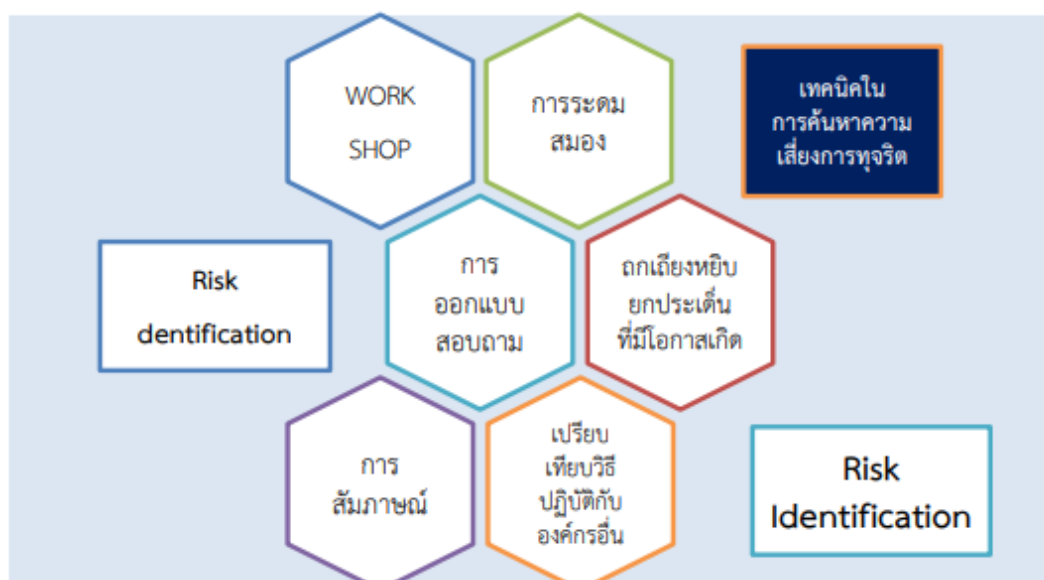 WORK
SHOP
การระดม
สมอง
เทคนิคใน
การค้นหาความ
เสี่ยงการทุจริต
Risk
dentification
การ
ออกแบบ
สอบถาม
ถกเถียงหยิบ
ยกประเด็น
ที่มีโอกาสเกิด
การ
สัมภาษณ์
เปรียบ
เทียบวิธี
ปฏิบัติกับ
องค์กรอื่น
Risk
Identification